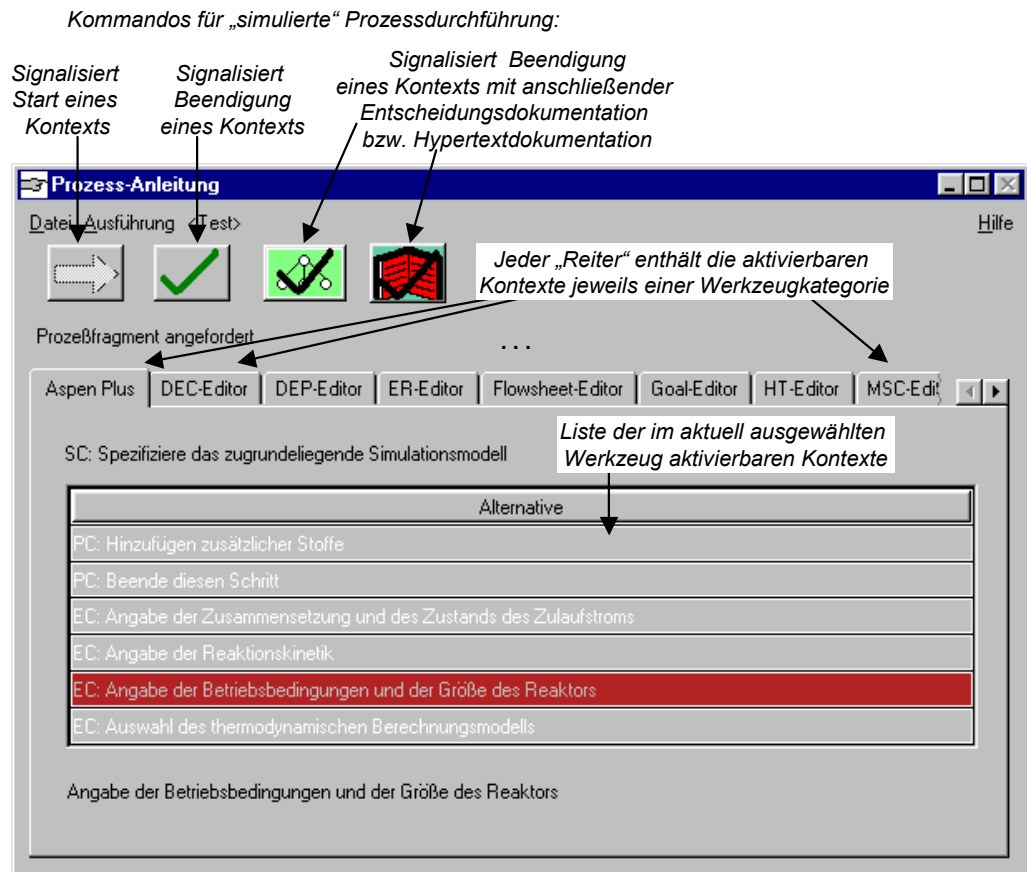 Kommandos für „simulierte“ Prozessdurchführung:
Signalisiert
Start eines
Kontexts
Signalisiert
Beendigung
eines Kontexts
Signalisiert Beendigung
eines Kontexts mit anschließender
Entscheidungsdokumentation
bzw. Hypertextdokumentation
Prozess-Anleitung
Datei Ausführung <Test> Hilfe
Jeder „Reiter“ enthält die aktivierbaren
Kontexte jeweils einer Werkzeugkategorie
Prozeßfragment angefordert
. . .
Aspen Plus DEC-Editor DEP-Editor ER-Editor Flowsheet-Editor Goal-Editor HT-Editor MSC-Edit
Liste der im aktuell ausgewählten
Werkzeug aktivierbaren Kontexte
SC: Spezifiziere das zugrundeliegende Simulationsmodell
Alternative
PC: Hinzufügen zusätzlicher Stoffe
PC: Beende diesen Schritt
EC: Angabe der Zusammensetzung und des Zustands des Zulaufstroms
EC: Angabe der Reaktionskinetik
EC: Angabe der Betriebsbedingungen und der Größe des Reaktors
EC: Auswahl des thermodynamischen Berechnungsmodells
Angabe der Betriebsbedingungen und der Größe des Reaktors